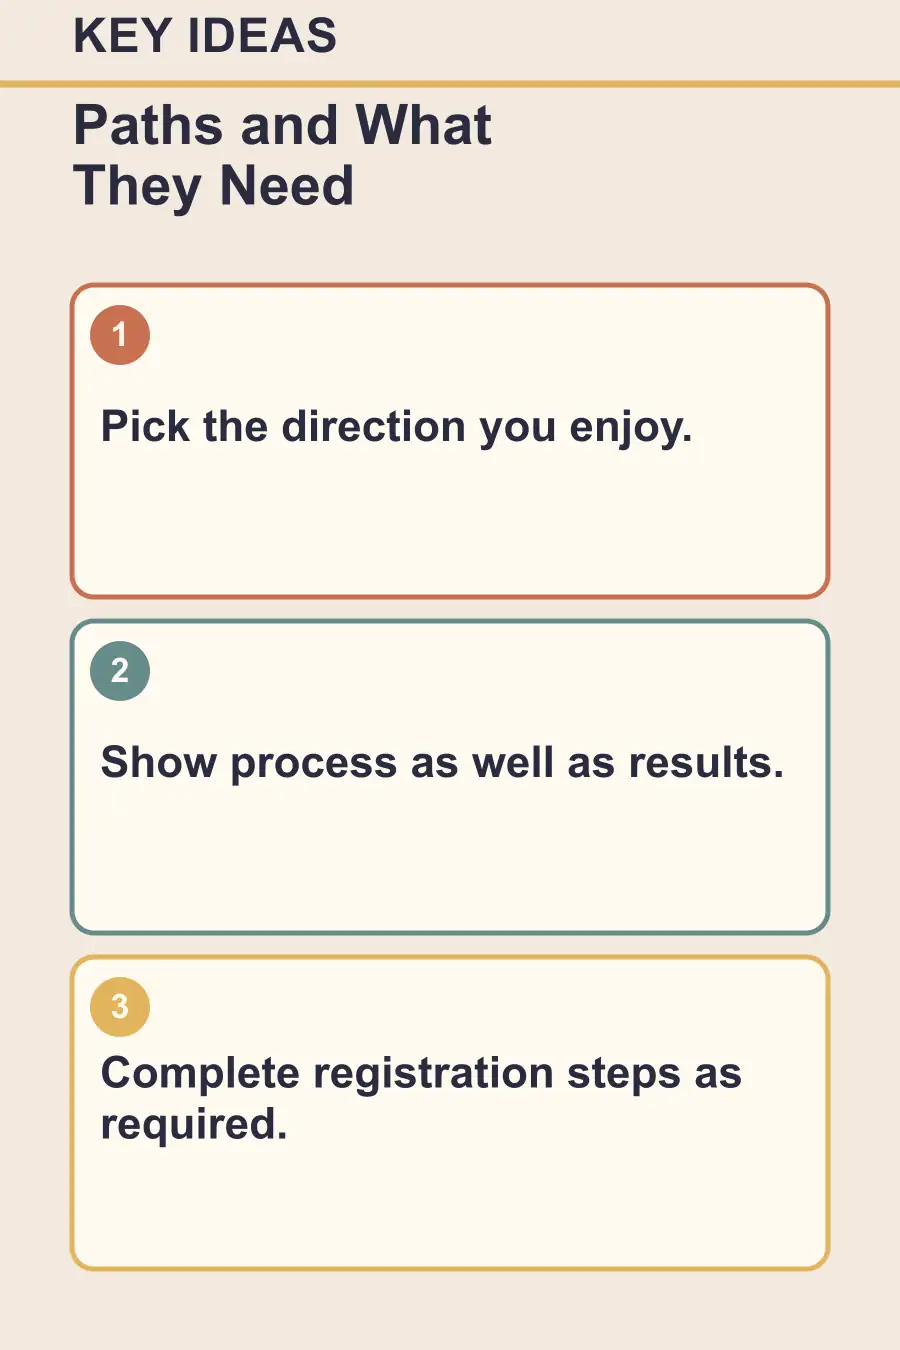 KEY IDEAS
Paths and What
They Need
1
Pick the direction you enjoy.
2
Show process as well as results.
3
Complete registration steps as
required.